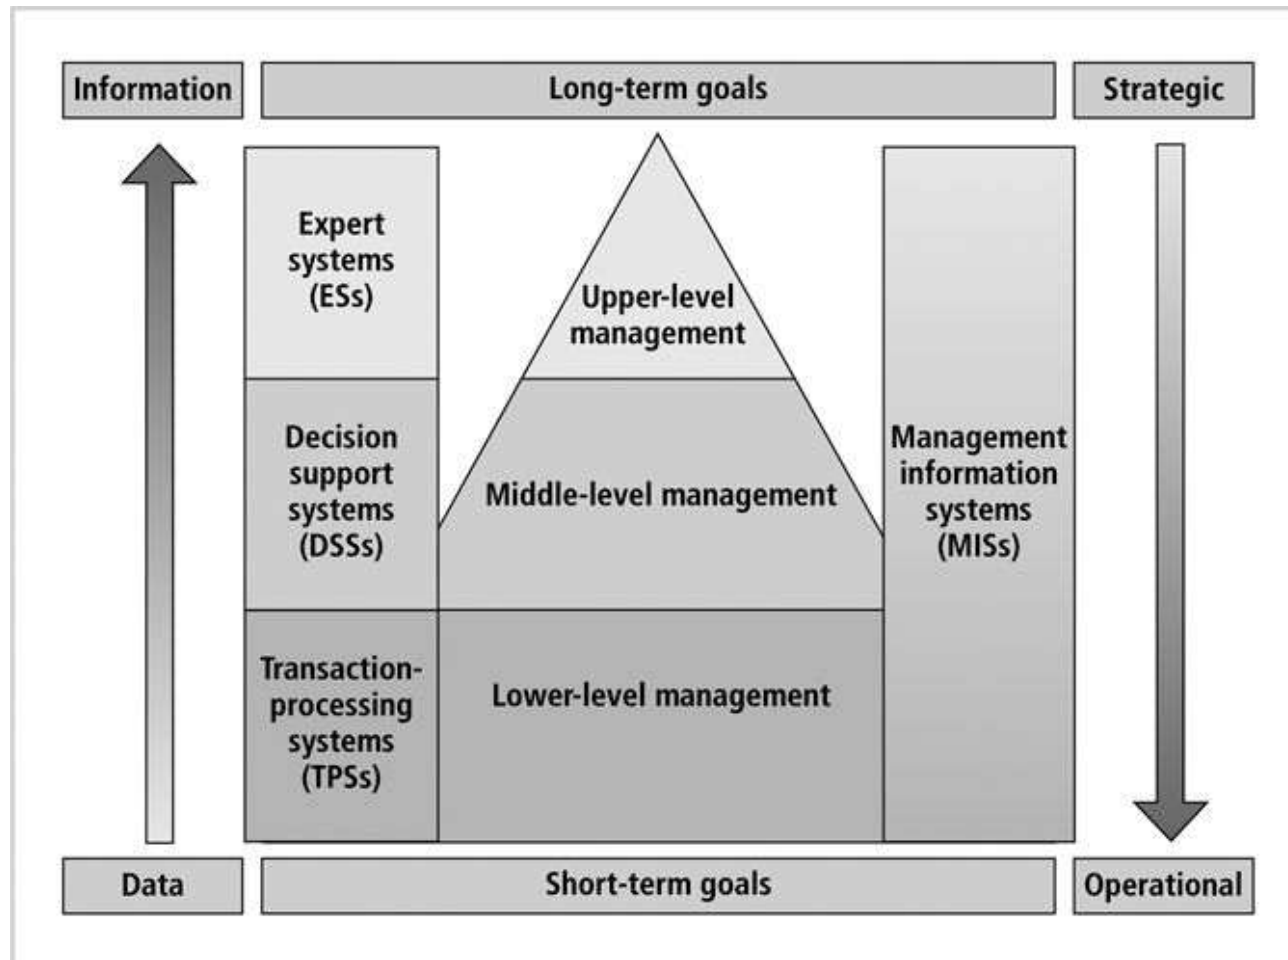 Information
Long-term goals
Strategic
Expert
systems
(ESs)
Upper-level
management
Decision
support
systems
(DSSs)
Middle-level management
Management
information
systems
(MISs)
Transaction-
processing
systems
(TPSs)
Lower-level management
Data
Short-term goals
Operational